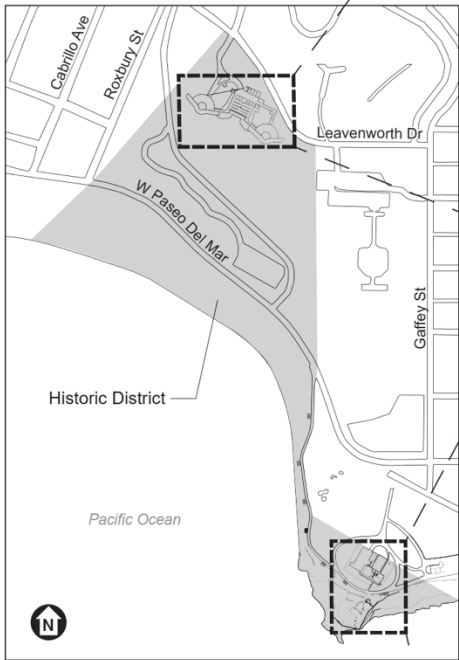 Cabrillo Ave
Roxbury St
Leavenworth Dr
W Paseo Del Mar
Gaffey St
Historic District
Pacific Ocean
N